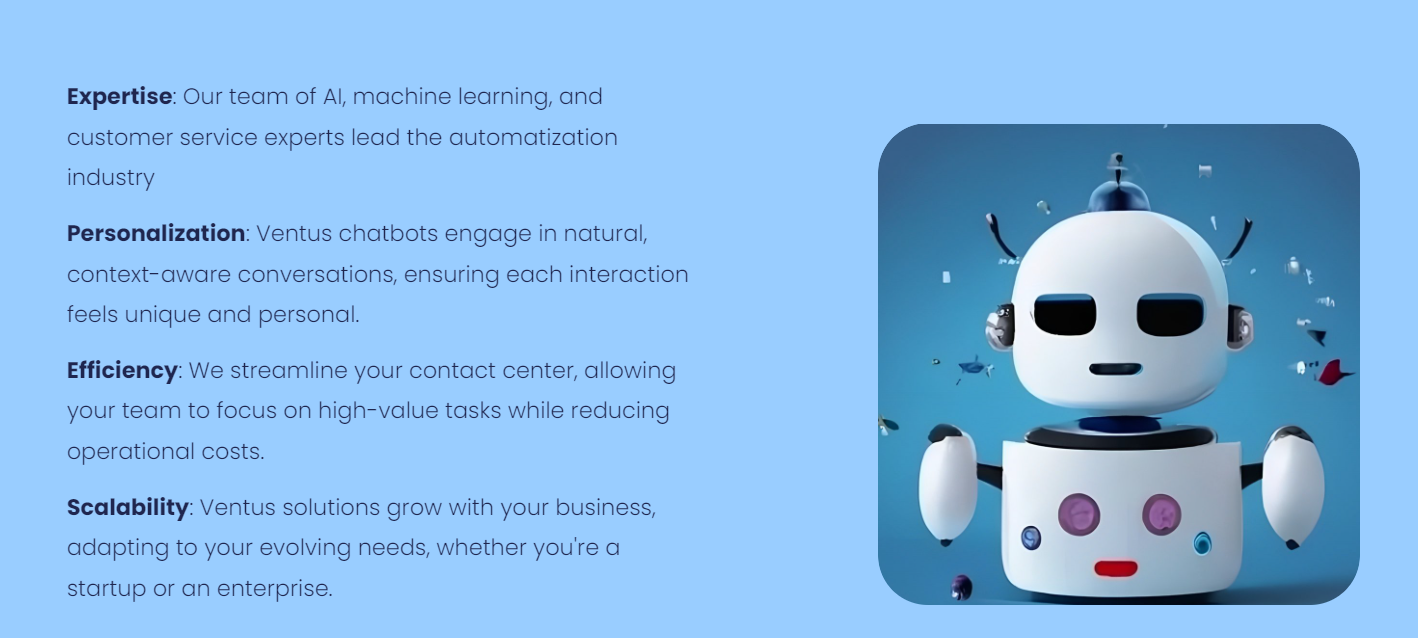 Expertise: Our team of AI, machine learning, and
customer service experts lead the automatization
industry
Personalization: Ventus chatbots engage in natural,
context-aware conversations, ensuring each interaction
feels unique and personal.
Efficiency: We streamline your contact center, allowing
your team to focus on high-value tasks while reducing
operational costs.
Scalability: Ventus solutions grow with your business,
adapting to your evolving needs, whether you're a
startup or an enterprise.